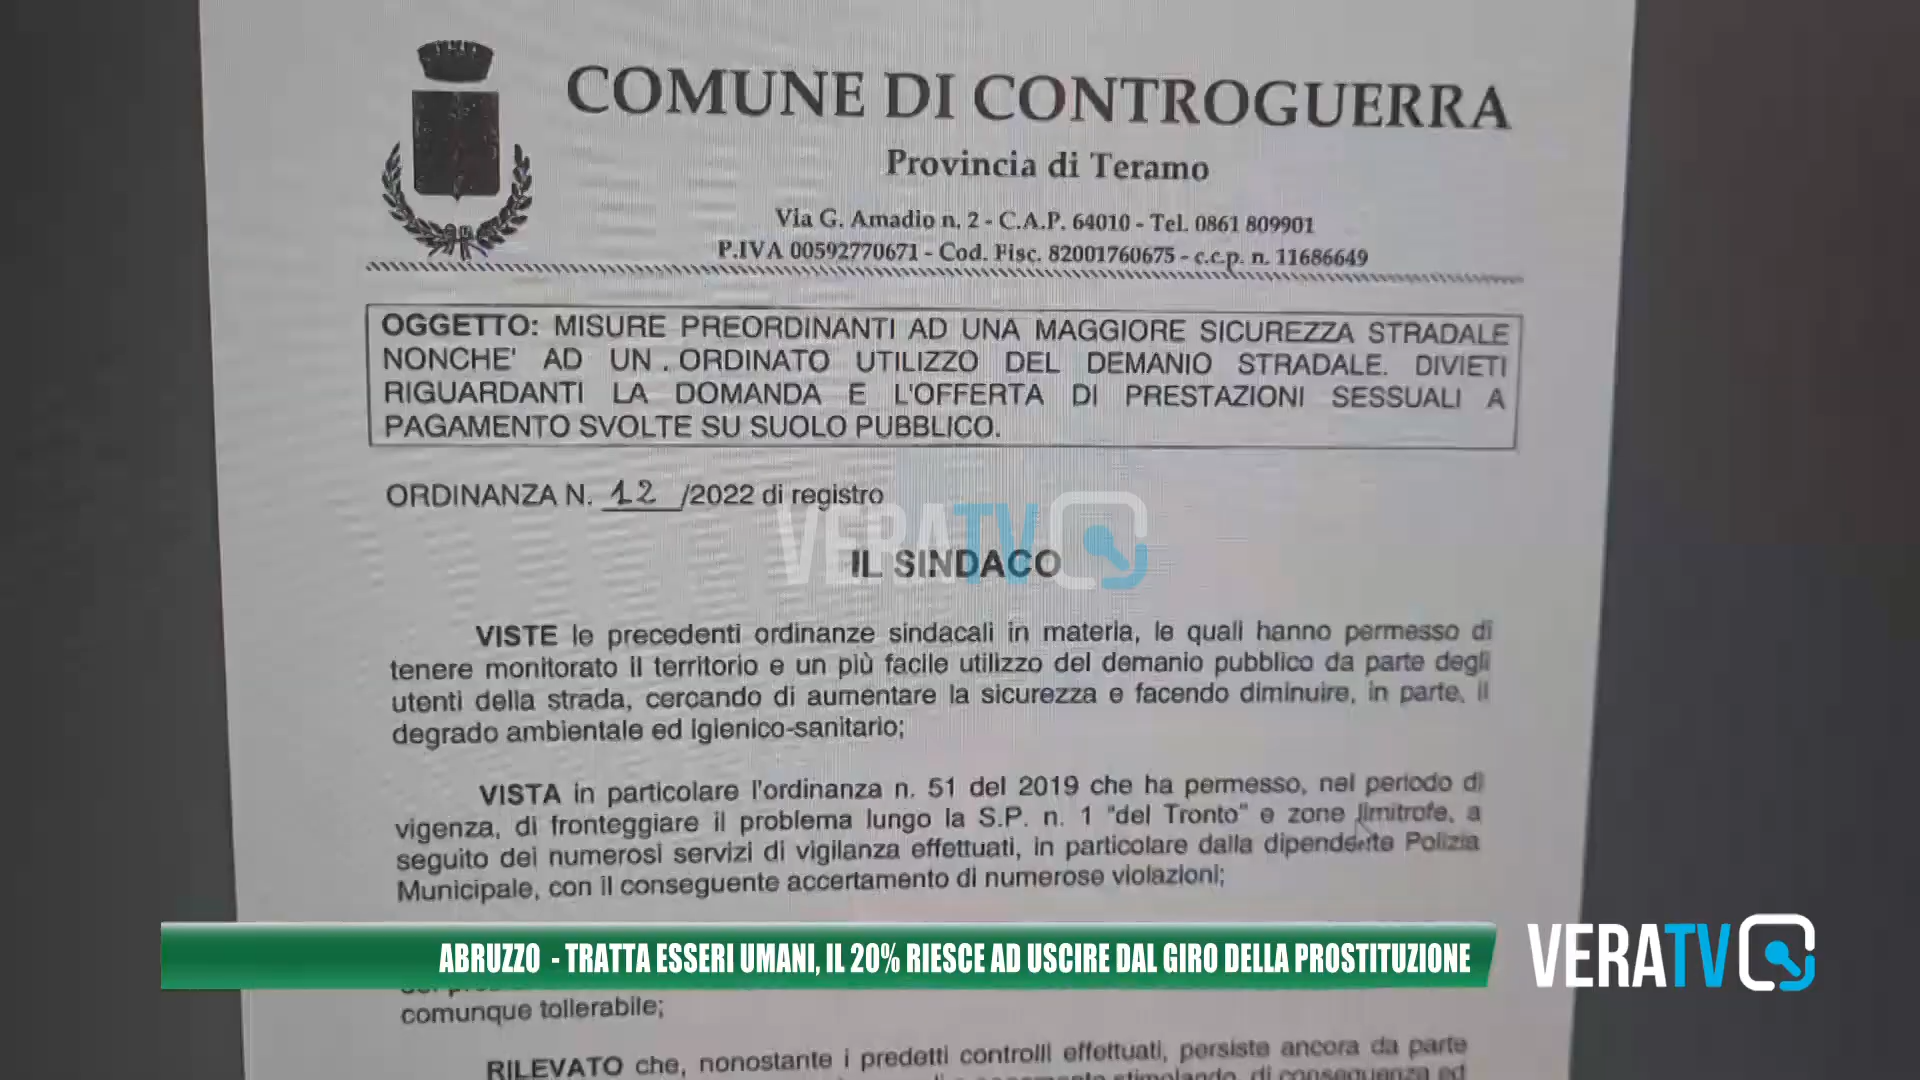 COMUNE DI CONTROGUERRA
Provincia di Teramo
Via G. Amadio n. 2 - C.A.P. 64010 - Tel. 0861 809901
P.IVA 00592770671 - Cod. Fisc. 82001760675 - c.c.p. n. 11686649
OGGETTO: MISURE PREORDINANTI AD UNA MAGGIORE SICUREZZA STRADALE
NONCHE' AD UN . ORDINATO UTILIZZO DEL DEMANIO STRADALE. DIVIETI
RIGUARDANTI LA DOMANDA E L'OFFERTA DI PRESTAZIONI SESSUALI A
PAGAMENTO SVOLTE SU SUOLO PUBBLICO.
ORDINANZA N. 12 /2022 di registro
VERATV
IL SINDACO
VISTE le precedenti ordinanze sindacali in materia, le quali hanno permesso di
tenere monitorato il territorio e un più facile utilizzo del demanio pubblico da parte degli
utenti della strada, cercando di aumentare la sicurezza e facendo diminuire, in parte, il
degrado ambientale ed igienico-sanitario;
VISTA in particolare l'ordinanza n. 51 del 2019 che ha permesso, nel periodo di
vigenza, di fronteggiare il problema lungo la S.P. n. 1 "del Tronto" e zone limitrofe, a
seguito dei numerosi servizi di vigilanza effettuati, in particolare dalla dipendente Polizia
Municipale, con il conseguente accertamento di numerose violazioni;
ABRUZZO - TRATTA ESSERI UMANI, IL 20% RIESCE AD USCIRE DAL GIRO DELLA PROSTITUZIONE
VERATV
comunque tollerabile;
RILEVATO che, nonostante i predetti controlli effettuati, persiste ancora da parte
stimolando, di conseguenza ed